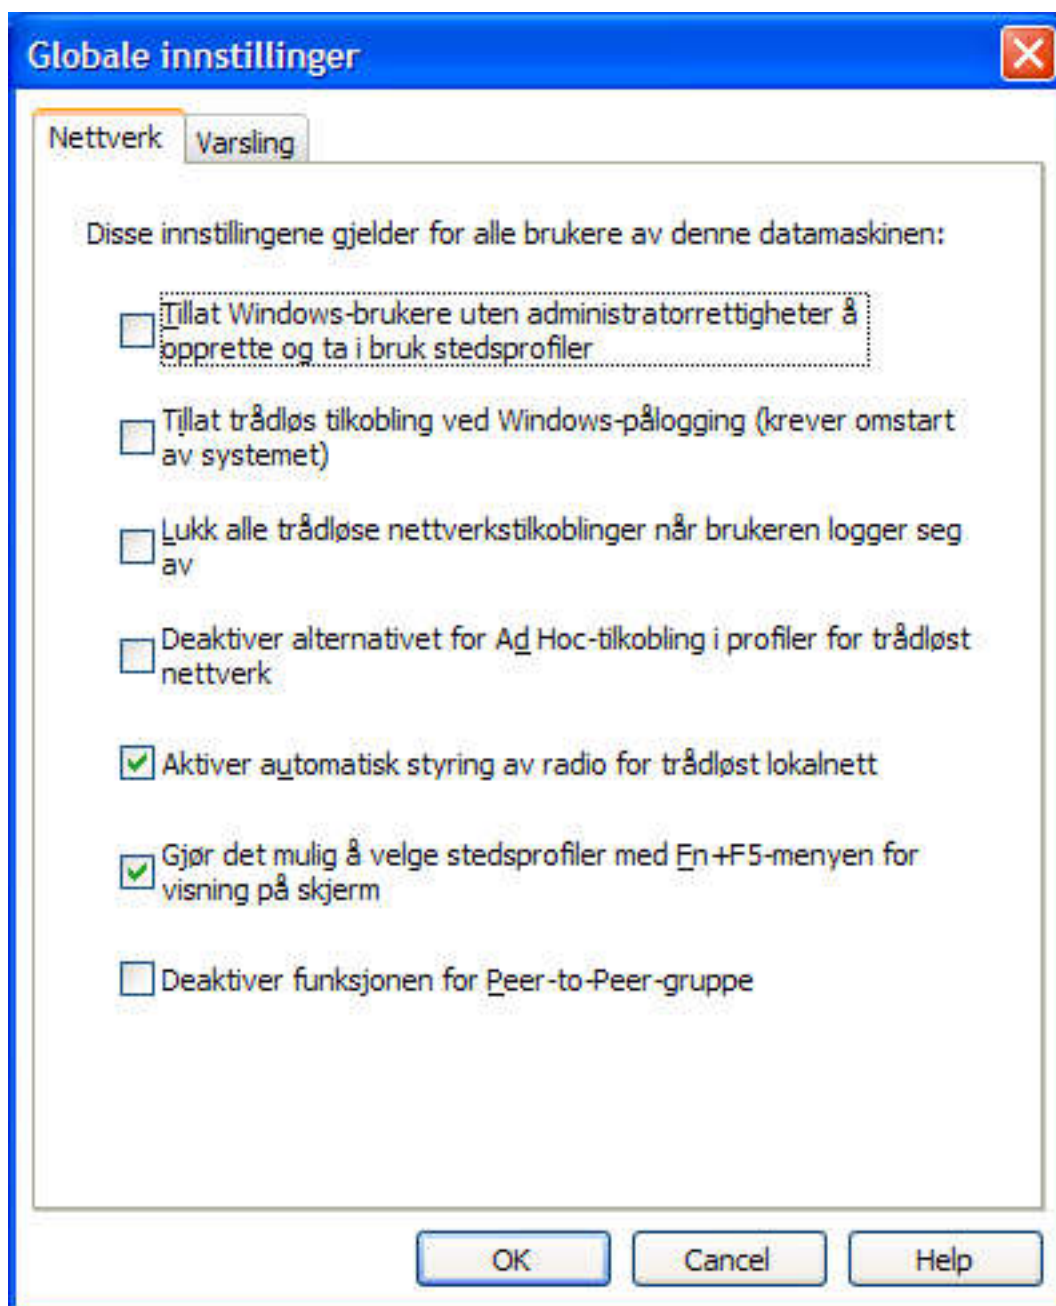 Globale innstillinger
Nettverk
Varsling
Disse innstillingene gjelder for alle brukere av denne datamaskinen:
Tillat Windows-brukere uten administratorrettigheter å
opprette og ta i bruk stedsprofiler
Tillat trådløs tilkobling ved Windows-pålogging (krever omstart
av systemet)
Lukk alle trådløse nettverkstilkoblinger når brukeren logger seg
av
Deaktiver alternativet for Ad Hoc-tilkobling i profiler for trådløst
nettverk
Aktiver automatisk styring av radio for trådløst lokalnett
Gjør det mulig å velge stedsprofiler med Fn+F5-menyen for
visning på skjerm
Deaktiver funksjonen for Peer-to-Peer-gruppe
OK
Cancel
Help